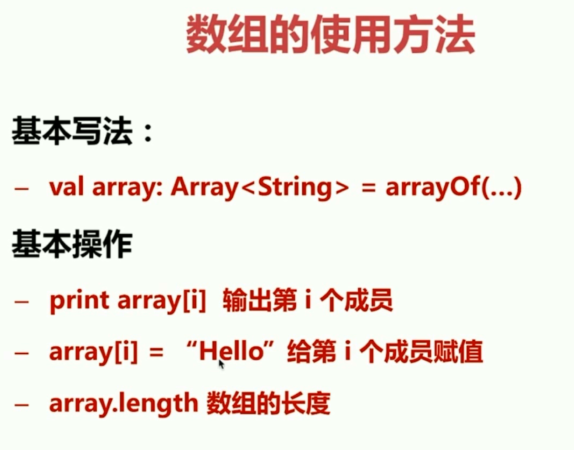 数组的使用方法
基本写法：
– val array: Array<String> = arrayOf(...)
基本操作
– print array[i] 输出第 i 个成员
– array[i] = “Hello” 给第 i 个成员赋值
– array.length 数组的长度